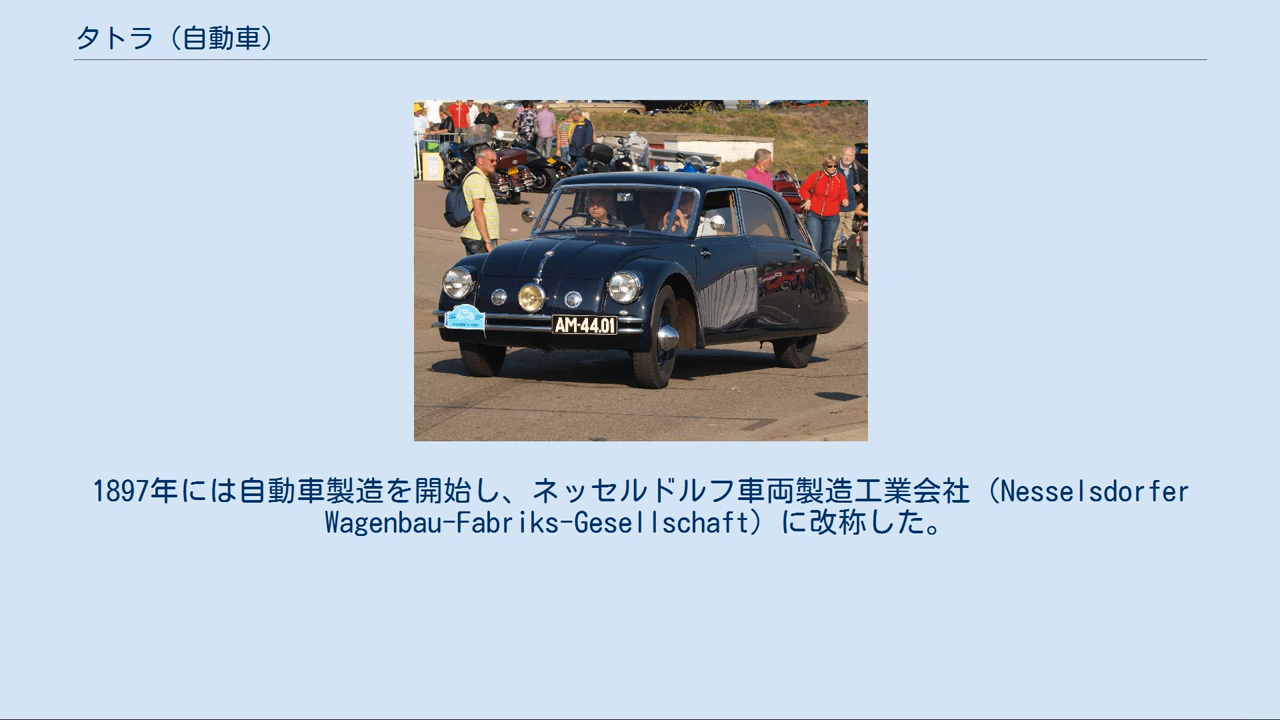 タトラ（自動車）
AM-44.01
1897年には自動車製造を開始し、ネッセルドルフ車両製造工業会社（Nesselsdorfer
Wagenbau-Fabriks-Gesellschaft）に改称した。